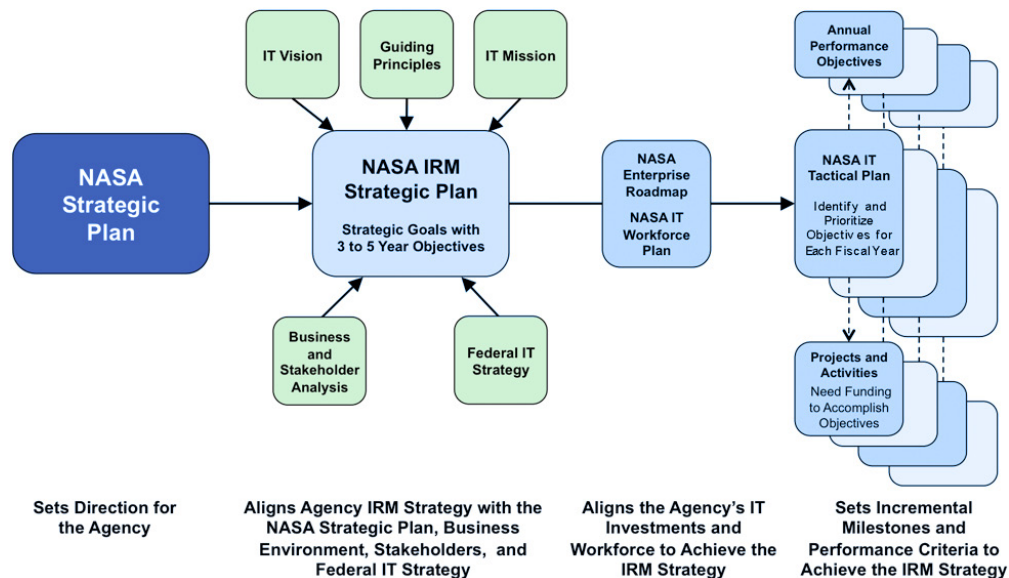 IT Vision
Guiding
Principles
IT Mission
Annual
Performance
Objectives
NASA
Strategic
Plan
NASA IRM
Strategic Plan
Strategic Goals with
3 to 5 Year Objectives
NASA
Enterprise
Roadmap
NASA IT
Workforce
Plan
NASA IT
Tactical Plan
Identify and
Prioritize
Objectives for
Each Fiscal Year
Business
and
Stakeholder
Analysis
Federal IT
Strategy
Projects and
Activities
Need Funding
to Accomplish
Objectives
Sets Direction for
the Agency
Aligns Agency IRM Strategy with the
NASA Strategic Plan, Business
Environment, Stakeholders, and
Federal IT Strategy
Aligns the Agency's IT
Investments and
Workforce to Achieve the
IRM Strategy
Sets Incremental
Milestones and
Performance Criteria to
Achieve the IRM Strategy